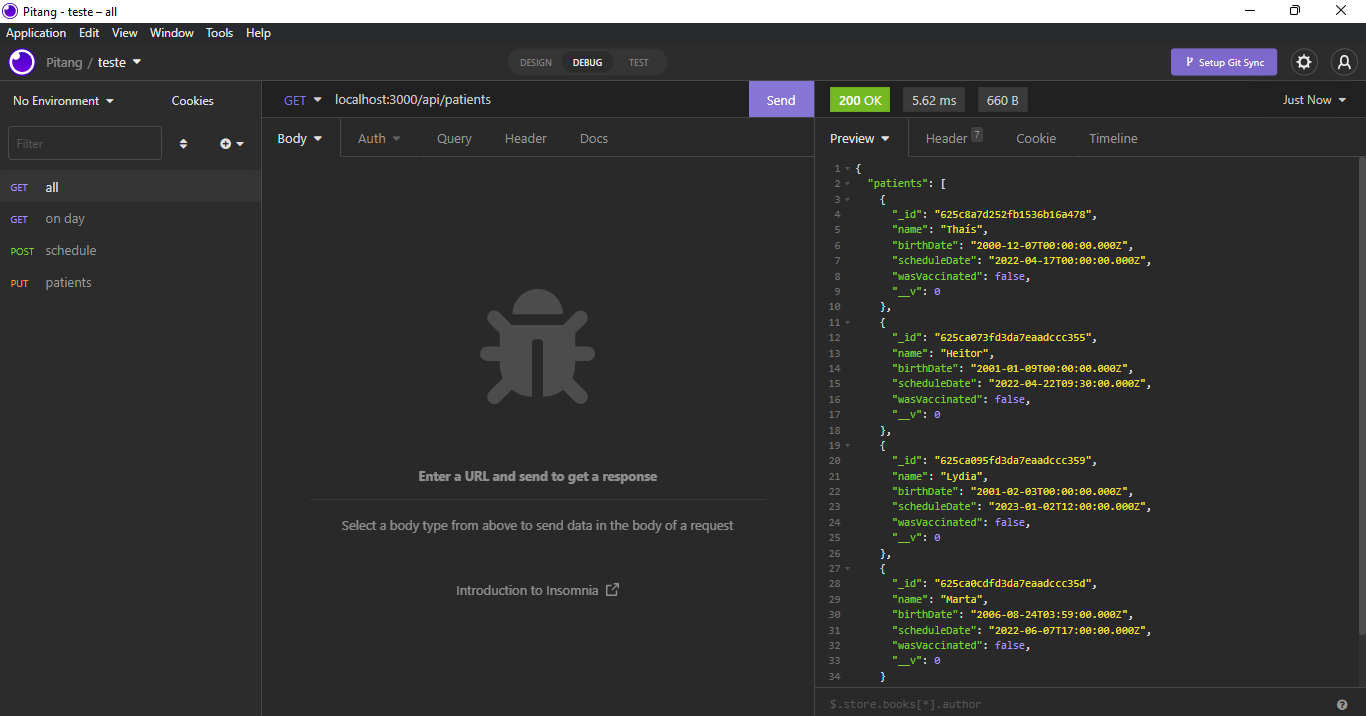 Pitang - teste – all
Application Edit View Window Tools Help
Pitang / teste
DESIGN DEBUG TEST
Setup Git Sync
No Environment Cookies
GET localhost:3000/api/patients Send
200 OK 5.62 ms 660 B Just Now
Filter
Body Auth Query Header Docs
Preview Header 7 Cookie Timeline
GET all
GET on day
POST schedule
PUT patients
Enter a URL and send to get a response
Select a body type from above to send data in the body of a request
Introduction to Insomnia
1 {
2 "patients": [
3 {
4 "_id": "625c8a7d252fb1536b16a478",
5 "name": "Thaís",
6 "birthDate": "2000-12-07T00:00:00.000Z",
7 "scheduleDate": "2022-04-17T00:00:00.000Z",
8 "wasVaccinated": false,
9 "__v": 0
10 },
11 {
12 "_id": "625ca073fd3da7eaadccc355",
13 "name": "Heitor",
14 "birthDate": "2001-01-09T00:00:00.000Z",
15 "scheduleDate": "2022-04-22T09:30:00.000Z",
16 "wasVaccinated": false,
17 "__v": 0
18 },
19 {
20 "_id": "625ca095fd3da7eaadccc359",
21 "name": "Lydia",
22 "birthDate": "2001-02-03T00:00:00.000Z",
23 "scheduleDate": "2023-01-02T12:00:00.000Z",
24 "wasVaccinated": false,
25 "__v": 0
26 },
27 {
28 "_id": "625ca0cdfd3da7eaadccc35d",
29 "name": "Marta",
30 "birthDate": "2006-08-24T03:59:00.000Z",
31 "scheduleDate": "2022-06-07T17:00:00.000Z",
32 "wasVaccinated": false,
33 "__v": 0
34 }
$.store.books[*].author